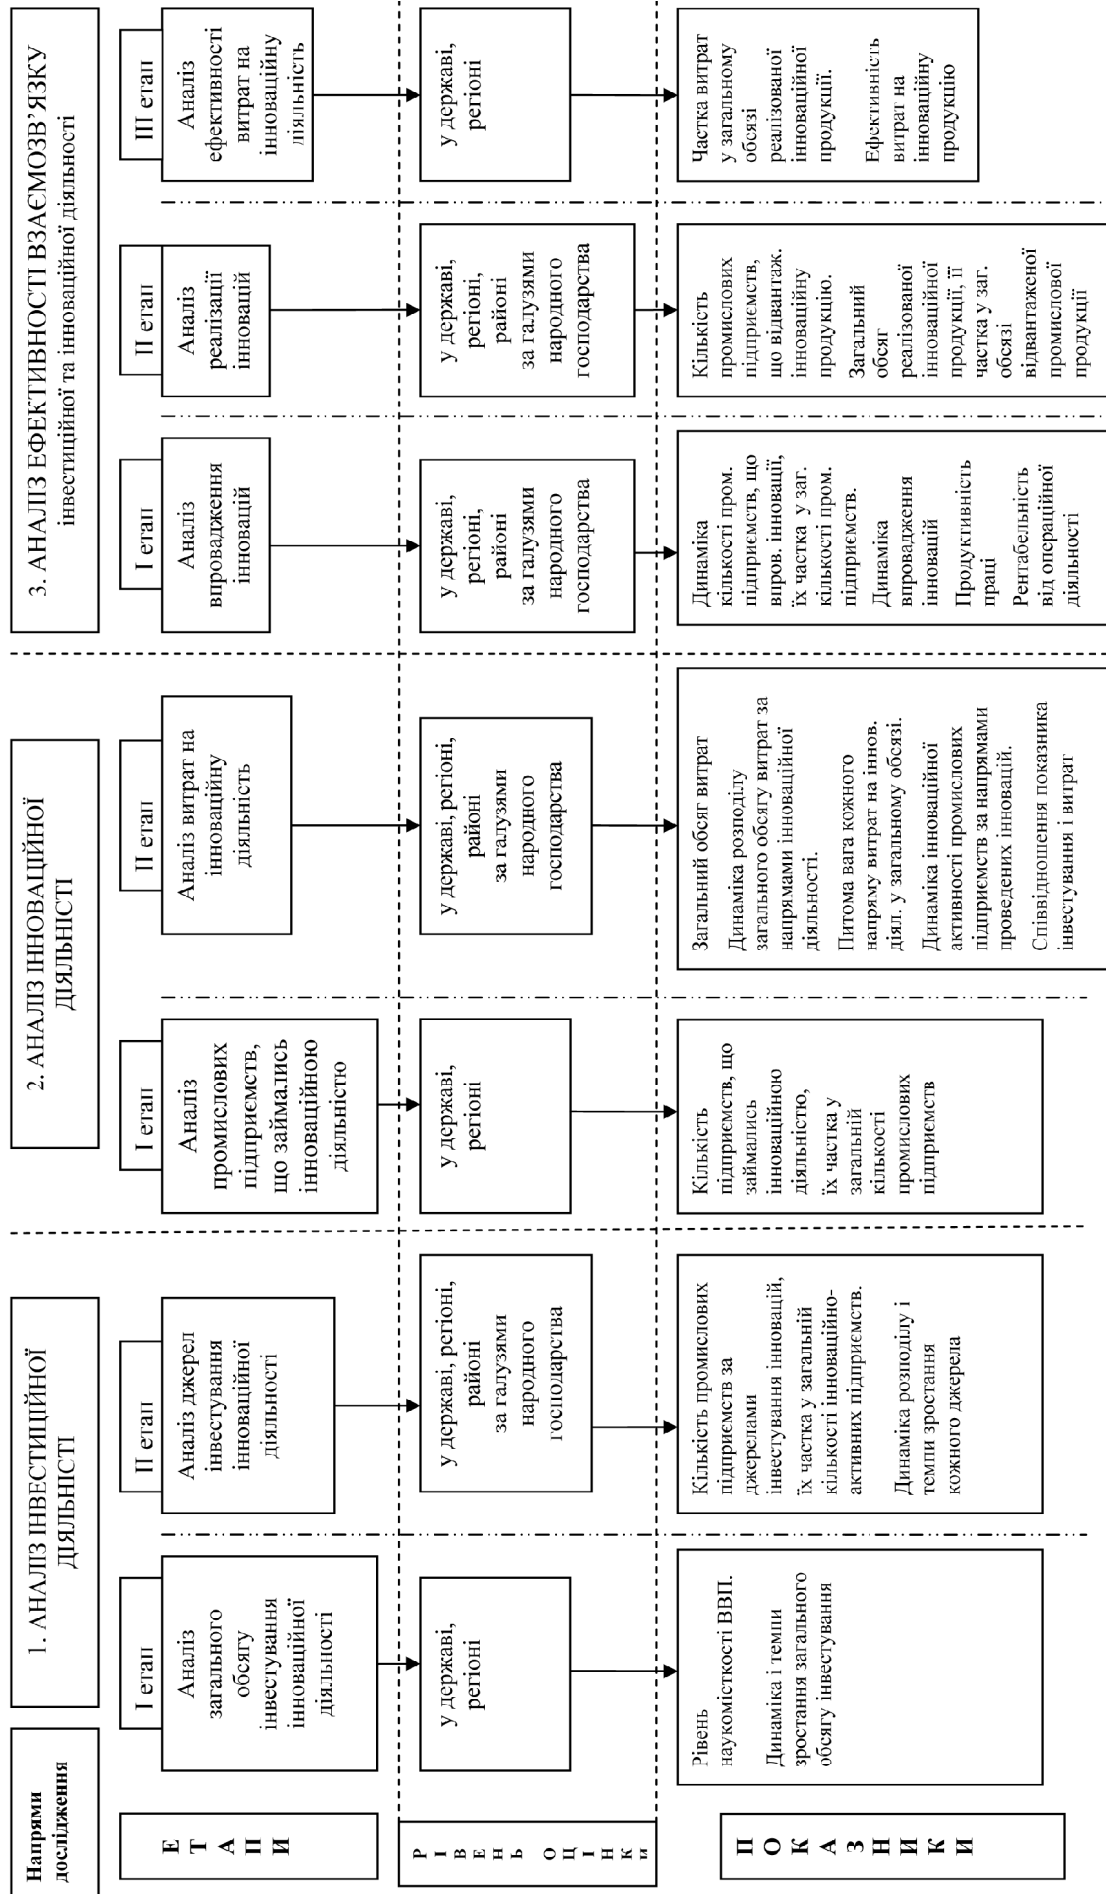 Напрями
дослідження
1. АНАЛІЗ ІНВЕСТИЦІЙНОЇ
ДІЯЛЬНІСТІ
2. АНАЛІЗ ІННОВАЦІЙНОЇ
ДІЯЛЬНІСТІ
3. АНАЛІЗ ЕФЕКТИВНОСТІ ВЗАЄМОЗВ’ЯЗКУ
інвестиційної та інноваційної діяльності
Е
Т
А
П
И
І етап
Аналіз
загального
обсягу
інвестування
інноваційної
діяльності
ІІ етап
Аналіз джерел
інвестування
інноваційної
діяльності
І етап
Аналіз
промислових
підприємств,
що займались
інноваційною
діяльністю
ІІ етап
Аналіз витрат на
інноваційну
діяльність
І етап
Аналіз
впровадження
інновацій
ІІ етап
Аналіз
реалізації
інновацій
ІІІ етап
Аналіз
ефективності
витрат на
інноваційну
діяльність
Р
І
В
Е
Н
Ь
О
Ц
І
Н
К
И
у державі,
регіоні
у державі, регіоні,
районі
за галузями
народного
господарства
у державі,
регіоні
у державі, регіоні,
районі
за галузями
народного
господарства
у державі,
регіоні,
районі
за галузями
народного
господарства
у державі,
регіоні,
районі
за галузями
народного
господарства
у державі,
регіоні
П
О
К
А
З
Н
И
К
И
Рівень
наукомісткості ВВП.
Динаміка і темпи
зростання загального
обсягу інвестування
Кількість промислових
підприємств за
джерелами
інвестування інновацій,
їх частка у загальній
кількості інноваційно-
активних підприємств.
Динаміка розподілу і
темпи зростання
кожного джерела
Кількість
підприємств, що
займались
інноваційною
діяльністю,
їх частка у
загальній
кількості
промислових
підприємств
Загальний обсяг витрат
Динаміка розподілу
загального обсягу витрат за
напрямами інноваційної
діяльності.
Питома вага кожного
напряму витрат на іннов.
діял. у загальному обсязі.
Динаміка інноваційної
активності промислових
підприємств за напрямами
проведених інновацій.
Співвідношення показника
інвестування і витрат
Динаміка
кількості пром.
підприємств, що
впров. інновації,
їх частка у заг.
кількості пром.
підприємств.
Динаміка
впровадження
інновацій
Продуктивність
праці
Рентабельність
від операційної
діяльності
Кількість
промислових
підприємств,
що відвантаж.
інноваційну
продукцію.
Загальний
обсяг
реалізованої
інноваційної
продукції, її
частка у заг.
обсязі
відвантаженої
промислової
продукції
Частка витрат
у загальному
обсязі
реалізованої
інноваційної
продукції.
Ефективність
витрат на
інноваційну
продукцію